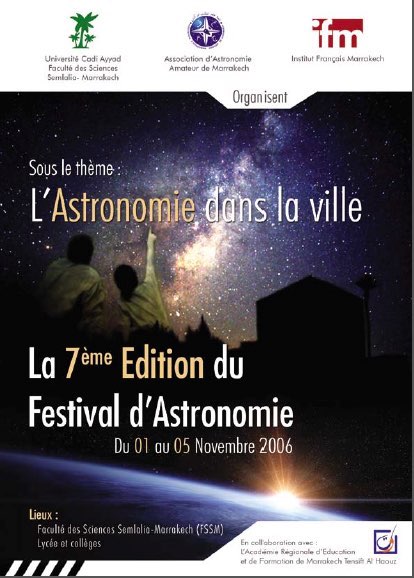 Université Cadi Ayyad
Faculté des Sciences
Semlalia- Marrakech
Association d'Astronomie
Amateur de Marrakech
ifm
Institut Français Marrakech
Organisent
Sous le thème :
L'Astronomie dans la ville
La 7ème Edition du
Festival d'Astronomie
Du 01 au 05 Novembre 2006
Lieux :
Faculté des Sciences Semlalia-Marrakech (FSSM)
Lycée et collèges
En collaboration avec :
L'Académie Régionale d'Education
et de Formation de Marrakech Tensift Al Haouz